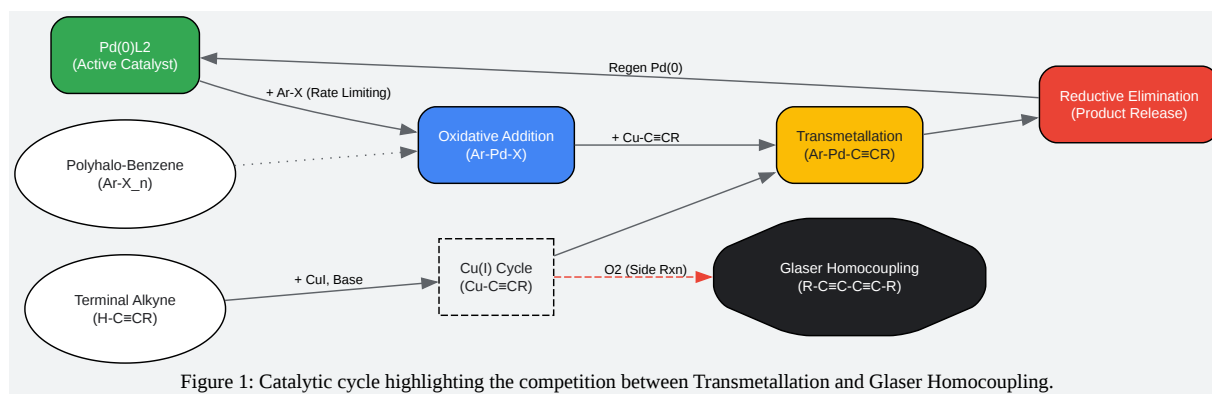 Pd(0)L2
(Active Catalyst)
Regen Pd(0)
Reductive Elimination
(Product Release)
+ Ar-X (Rate Limiting)
Oxidative Addition
(Ar-Pd-X)
+ Cu-C≡CR
Transmetallation
(Ar-Pd-C≡CR)
Polyhalo-Benzene
(Ar-X_n)
Terminal Alkyne
(H-C≡CR)
+ CuI, Base
Cu(I) Cycle
(Cu-C≡CR)
O2 (Side Rxn)
Glaser Homocoupling
(R-C≡C-C≡C-R)
Figure 1: Catalytic cycle highlighting the competition between Transmetallation and Glaser Homocoupling.